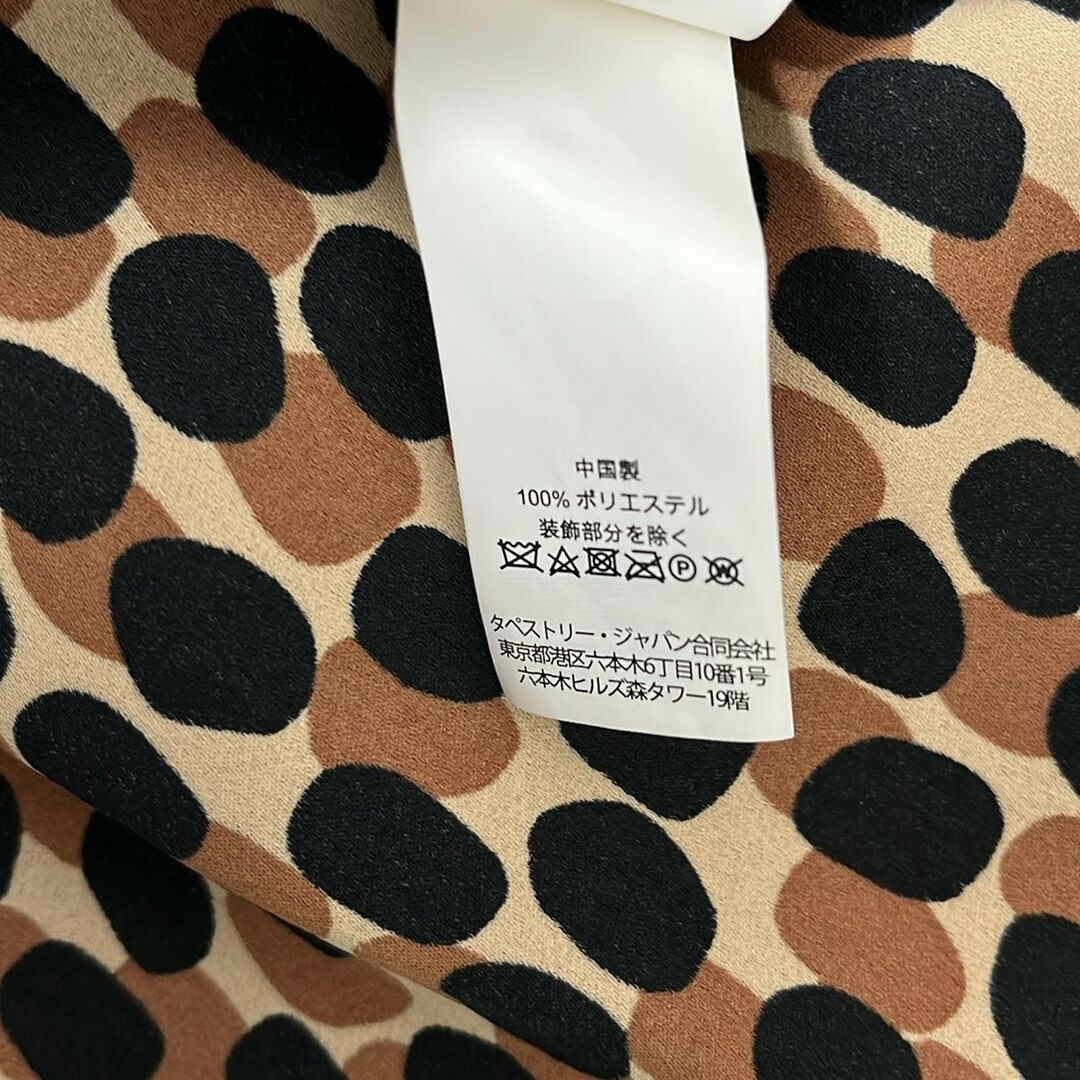 中国製
100% ポリエステル
装飾部分を除く
P W
タペストリー・ジャパン合同会社
東京都港区六本木6丁目10番1号
六本木ヒルズ森タワー19階